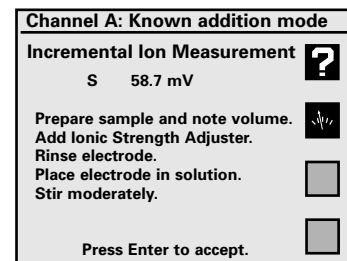 Channel A: Known addition mode
Incremental Ion Measurement
?
S 58.7 mV
Prepare sample and note volume.
Add Ionic Strength Adjuster.
Rinse electrode.
Place electrode in solution.
Stir moderately.
Press Enter to accept.